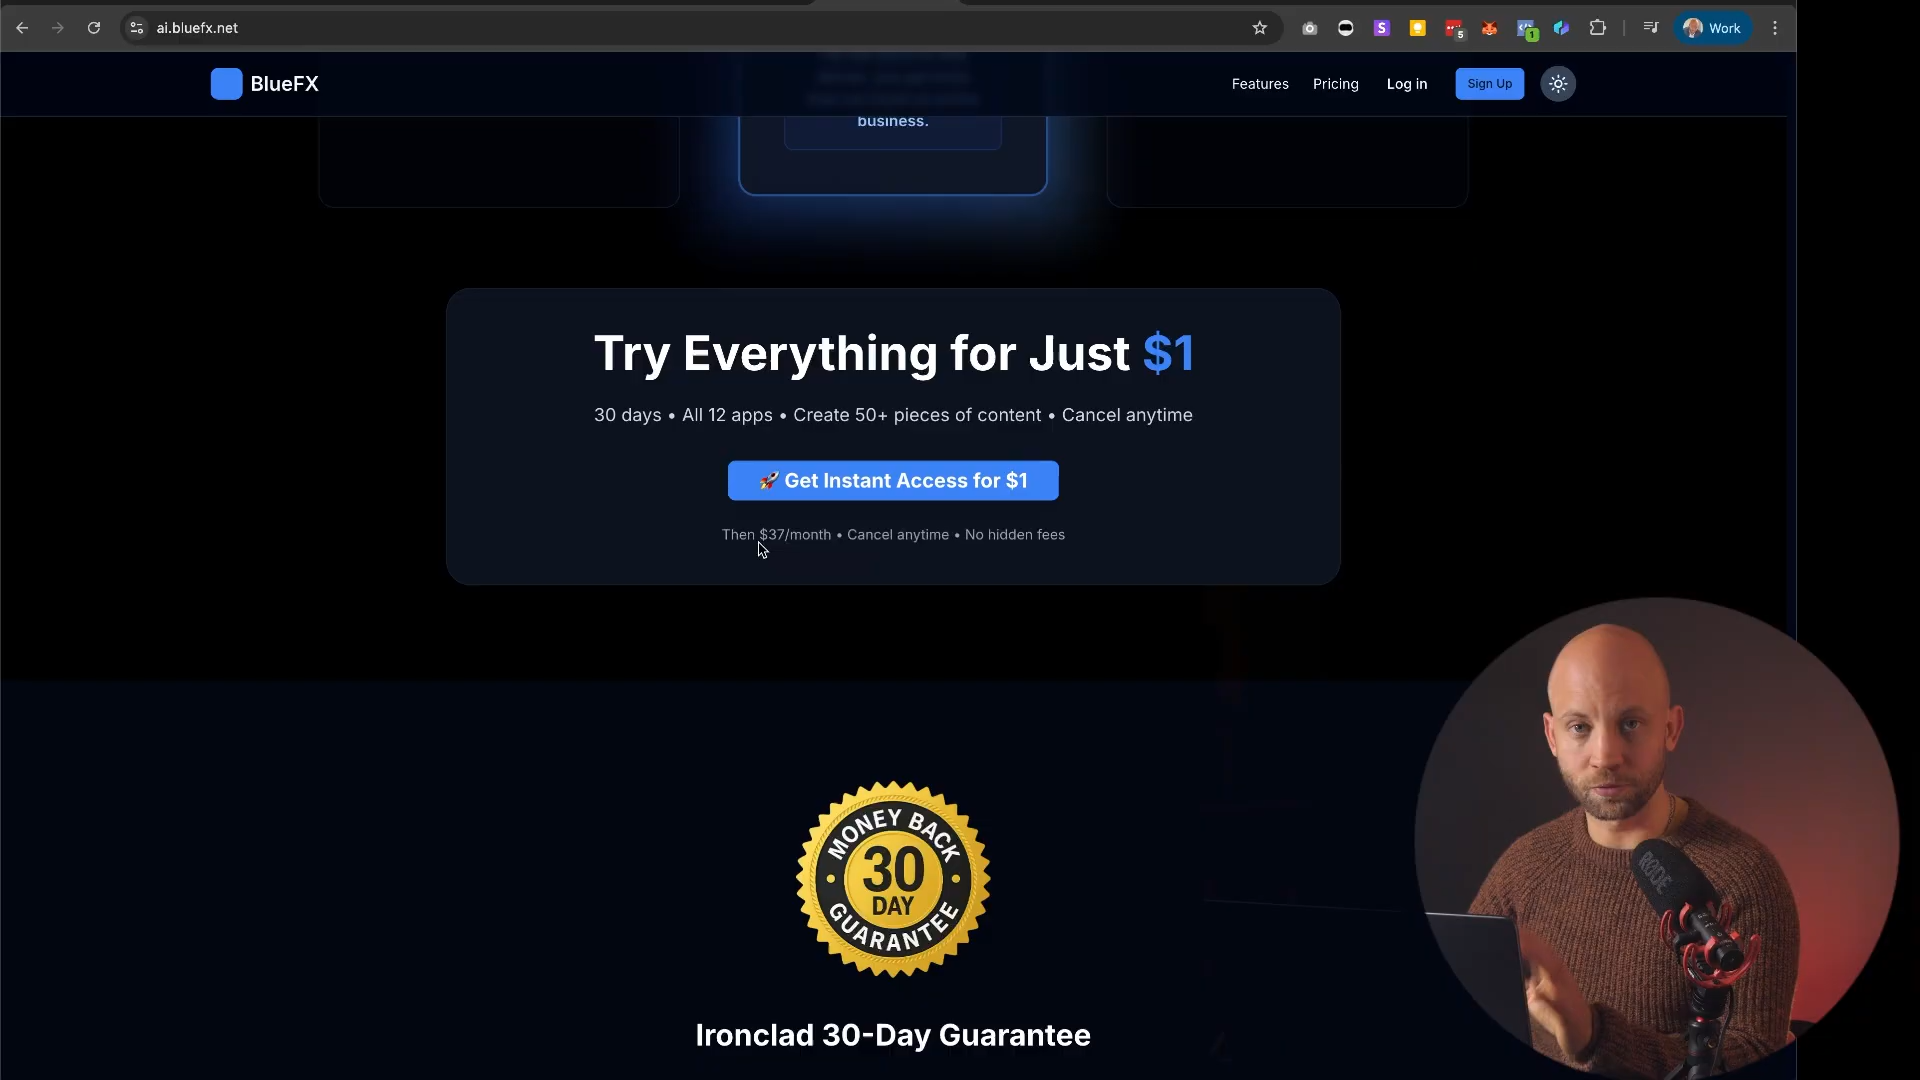 ai.bluefx.net
5
1
Work
BlueFX
Features
Pricing
Log in
Sign Up
business.
Try Everything for Just $1
30 days • All 12 apps • Create 50+ pieces of content • Cancel anytime
🚀 Get Instant Access for $1
Then $37/month • Cancel anytime • No hidden fees
MONEY BACK
30
DAY
GUARANTEE
Ironclad 30-Day Guarantee
RØDE